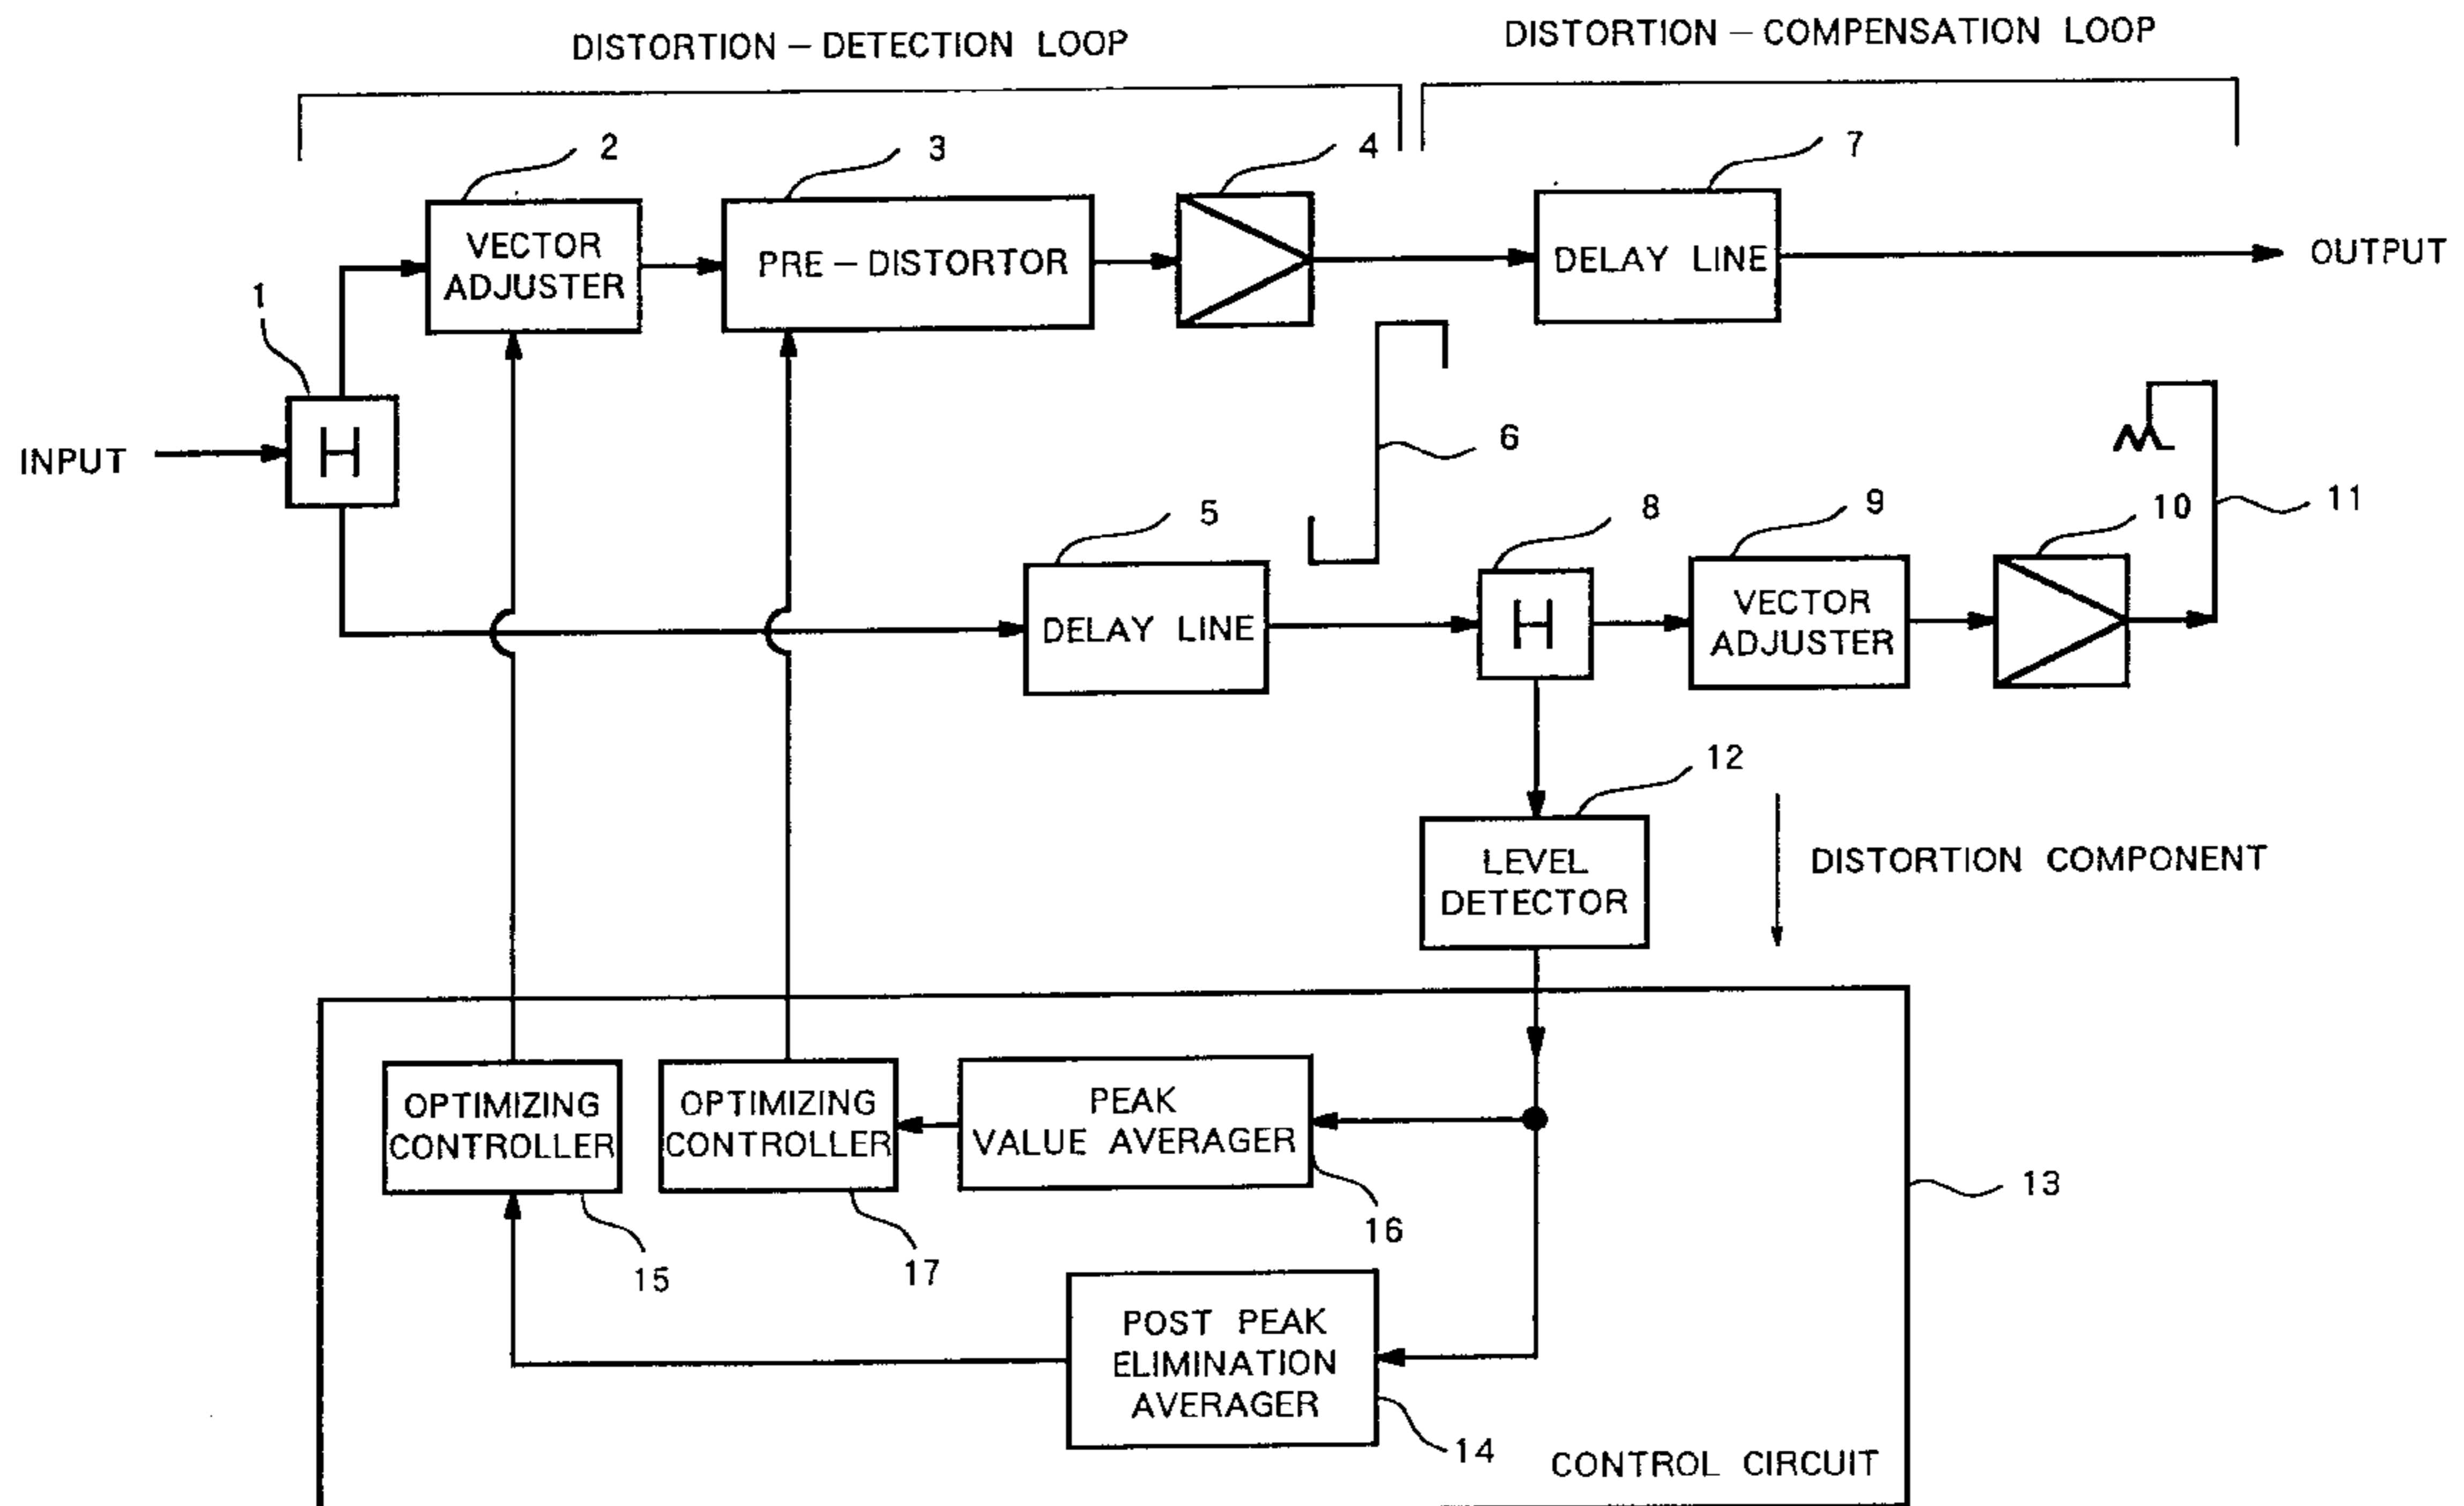 DISTORTION – DETECTION LOOP
DISTORTION – COMPENSATION LOOP
2
3
4
7
VECTOR
ADJUSTER
PRE – DISTORTOR
DELAY LINE
OUTPUT
1
H
INPUT
6
5
8
9
10
11
DELAY LINE
H
VECTOR
ADJUSTER
12
LEVEL
DETECTOR
DISTORTION COMPONENT
OPTIMIZING
CONTROLLER
OPTIMIZING
CONTROLLER
PEAK
VALUE AVERAGER
13
16
15
17
POST PEAK
ELIMINATION
AVERAGER
14
CONTROL CIRCUIT